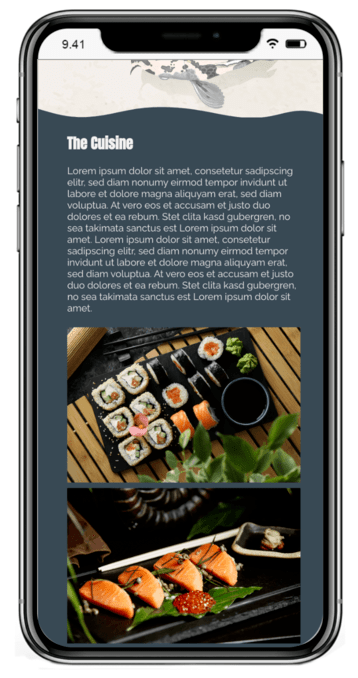 9.41
The Cuisine
Lorem ipsum dolor sit amet, consetetur sadipscing
elitr, sed diam nonumy eirmod tempor invidunt ut
labore et dolore magna aliquyam erat, sed diam
voluptua. At vero eos et accusam et justo duo
dolores et ea rebum. Stet clita kasd gubergren, no
sea takimata sanctus est Lorem ipsum dolor sit
amet. Lorem ipsum dolor sit amet, consetetur
sadipscing elitr, sed diam nonumy eirmod tempor
invidunt ut labore et dolore magna aliquyam erat,
sed diam voluptua. At vero eos et accusam et justo
duo dolores et ea rebum. Stet clita kasd gubergren,
no sea takimata sanctus est Lorem ipsum dolor sit
amet.